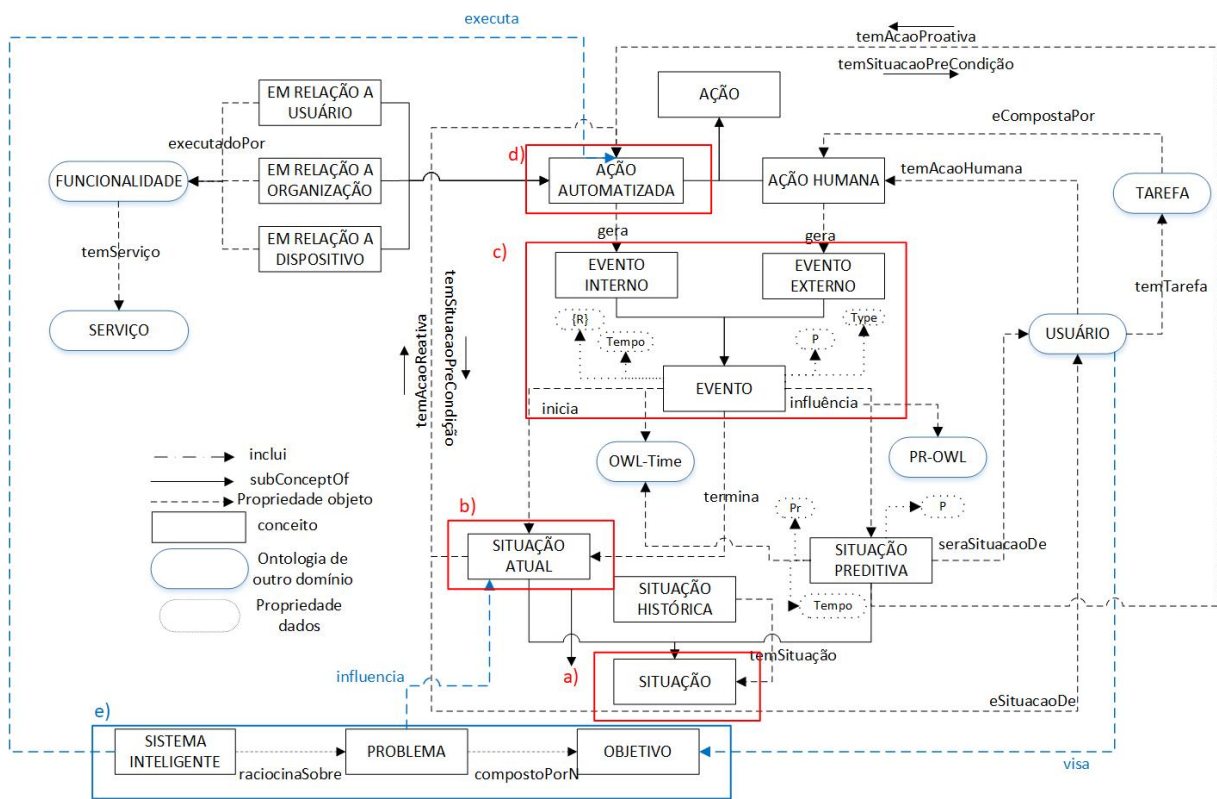 executa
temAcaoProativa
temSituacaoPreCondição
EM RELAÇÃO A
USUÁRIO
AÇÃO
executadoPor
eCompostaPor
d)
FUNCIONALIDADE
EM RELAÇÃO A
ORGANIZAÇÃO
AÇÃO
AUTOMATIZADA
AÇÃO HUMANA
temAcaoHumana
TAREFA
temServiço
EM RELAÇÃO A
DISPOSITIVO
gera
gera
c)
EVENTO
INTERNO
EVENTO
EXTERNO
temTarefa
SERVIÇO
{R}
Tempo
P
Type
USUÁRIO
temAcaoReativa
temSituacaoPreCondição
EVENTO
inicia
influência
OWL-Time
PR-OWL
inclui
subConceptOf
Propriedade objeto
conceito
Ontologia de
outro domínio
Propriedade
dados
termina
b)
Pr
P
SITUAÇÃO
ATUAL
SITUAÇÃO
PREDITIVA
seraSituacaoDe
SITUAÇÃO
HISTÓRICA
Tempo
temSituação
a)
SITUAÇÃO
influencia
eSituacaoDe
e)
SISTEMA
INTELIGENTE
raciocinaSobre
PROBLEMA
compostoPorN
OBJETIVO
visa